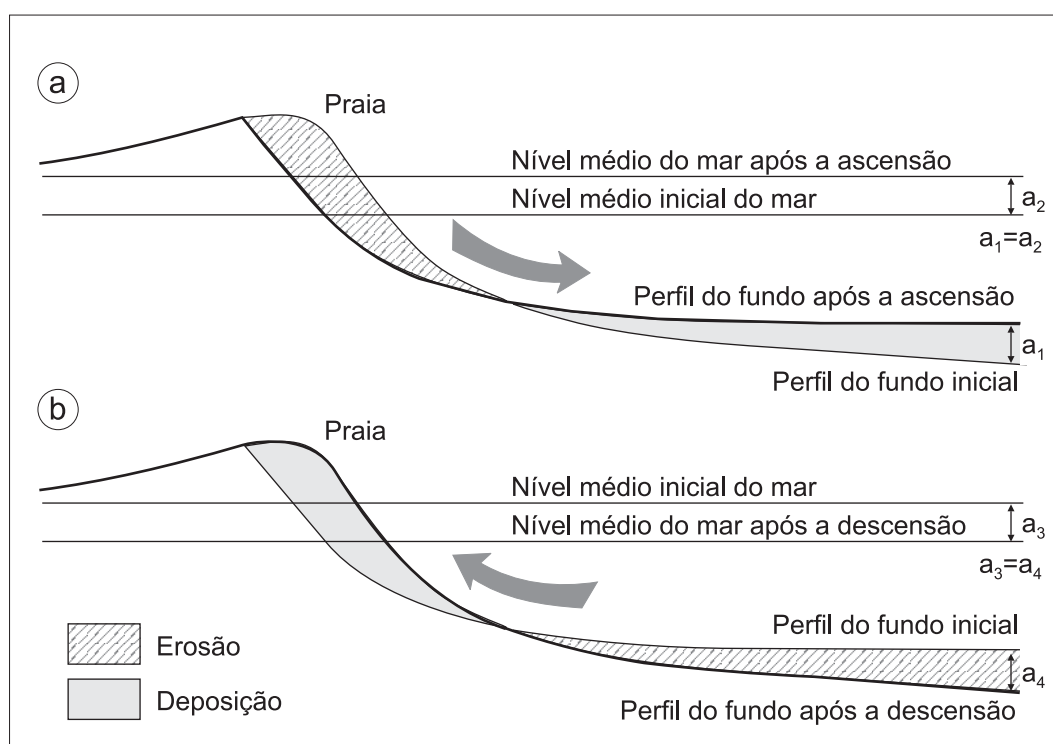 a
Praia
Nível médio do mar após a ascensão
Nível médio inicial do mar
a₂
a₁=a₂
Perfil do fundo após a ascensão
a₁
Perfil do fundo inicial
b
Praia
Nível médio inicial do mar
Nível médio do mar após a descensão
a₃
a₃=a₄
Perfil do fundo inicial
a₄
Perfil do fundo após a descensão
Erosão
Deposição